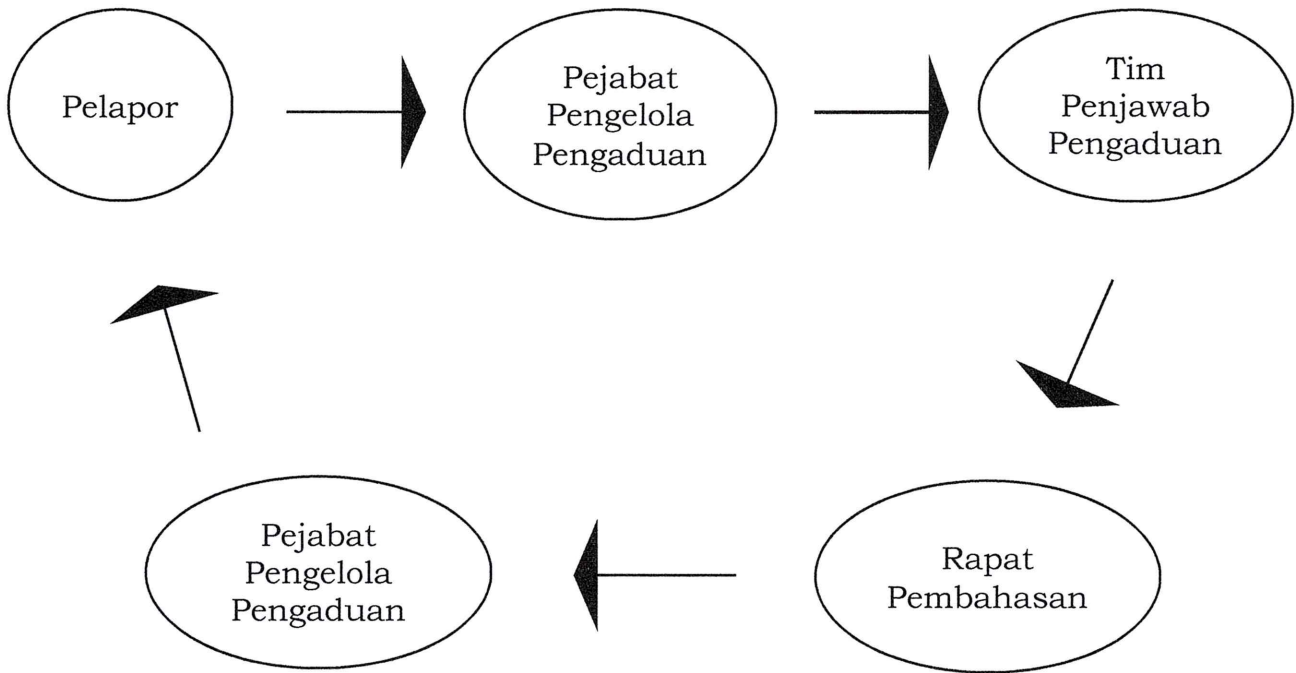 Pelapor
Pejabat
Pengelola
Pengaduan
Tim
Penjawab
Pengaduan
Pejabat
Pengelola
Pengaduan
Rapat
Pembahasan